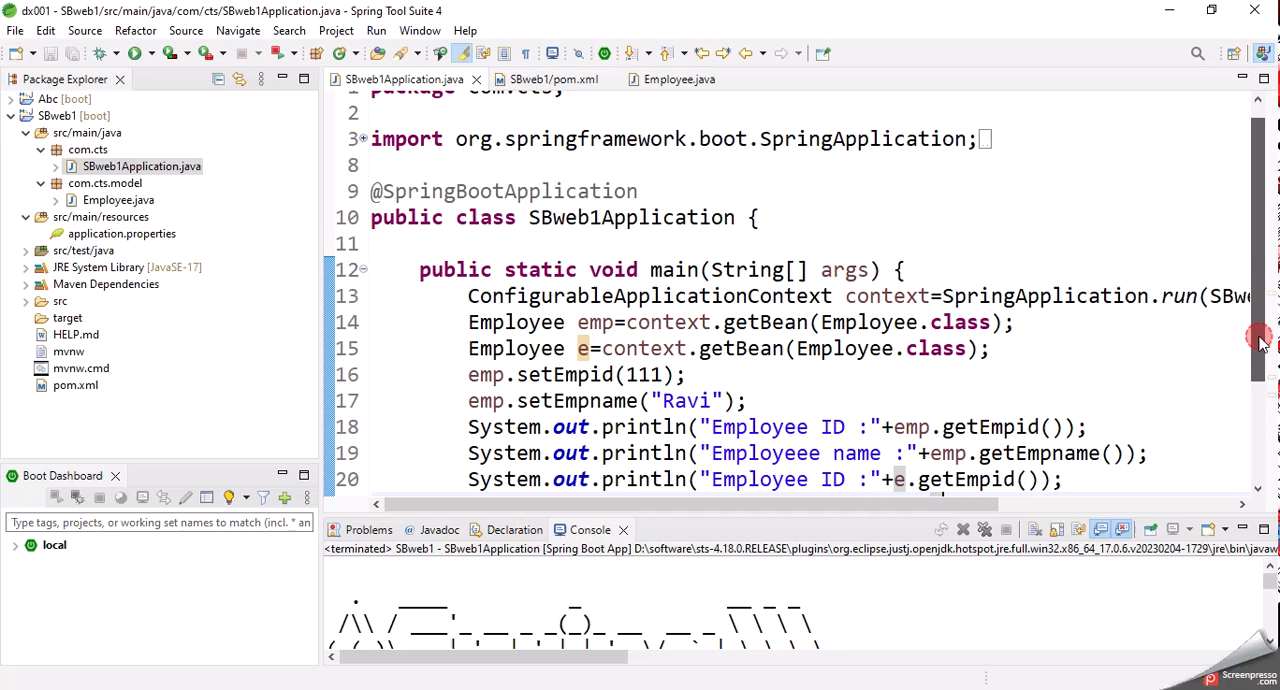 dx001 - SBweb1/src/main/java/com/cts/SBweb1Application.java - Spring Tool Suite 4
File Edit Source Refactor Source Navigate Search Project Run Window Help
Package Explorer
SBweb1Application.java
SBweb1/pom.xml
Employee.java
Abc [boot]
SBweb1 [boot]
src/main/java
com.cts
SBweb1Application.java
com.cts.model
Employee.java
src/main/resources
application.properties
src/test/java
JRE System Library [JavaSE-17]
Maven Dependencies
src
target
HELP.md
mvnw
mvnw.cmd
pom.xml
1 package com.cts;
2
3 import org.springframework.boot.SpringApplication;
8
9 @SpringBootApplication
10 public class SBweb1Application {
11
12 public static void main(String[] args) {
13 ConfigurableApplicationContext context=SpringApplication.run(SBwe
14 Employee emp=context.getBean(Employee.class);
15 Employee e=context.getBean(Employee.class);
16 emp.setEmpid(111);
17 emp.setEmpname("Ravi");
18 System.out.println("Employee ID :"+emp.getEmpid());
19 System.out.println("Employeee name :"+emp.getEmpname());
20 System.out.println("Employee ID :"+e.getEmpid());
Boot Dashboard
Type tags, projects, or working set names to match (incl. * an
local
Problems
Javadoc
Declaration
Console
<terminated> SBweb1 - SBweb1Application [Spring Boot App] D:\software\sts-4.18.0.RELEASE\plugins\org.eclipse.justj.openjdk.hotspot.jre.full.win32.x86_64_17.0.6.v20230204-1729\jre\bin\javaw
Screenpresso
.com